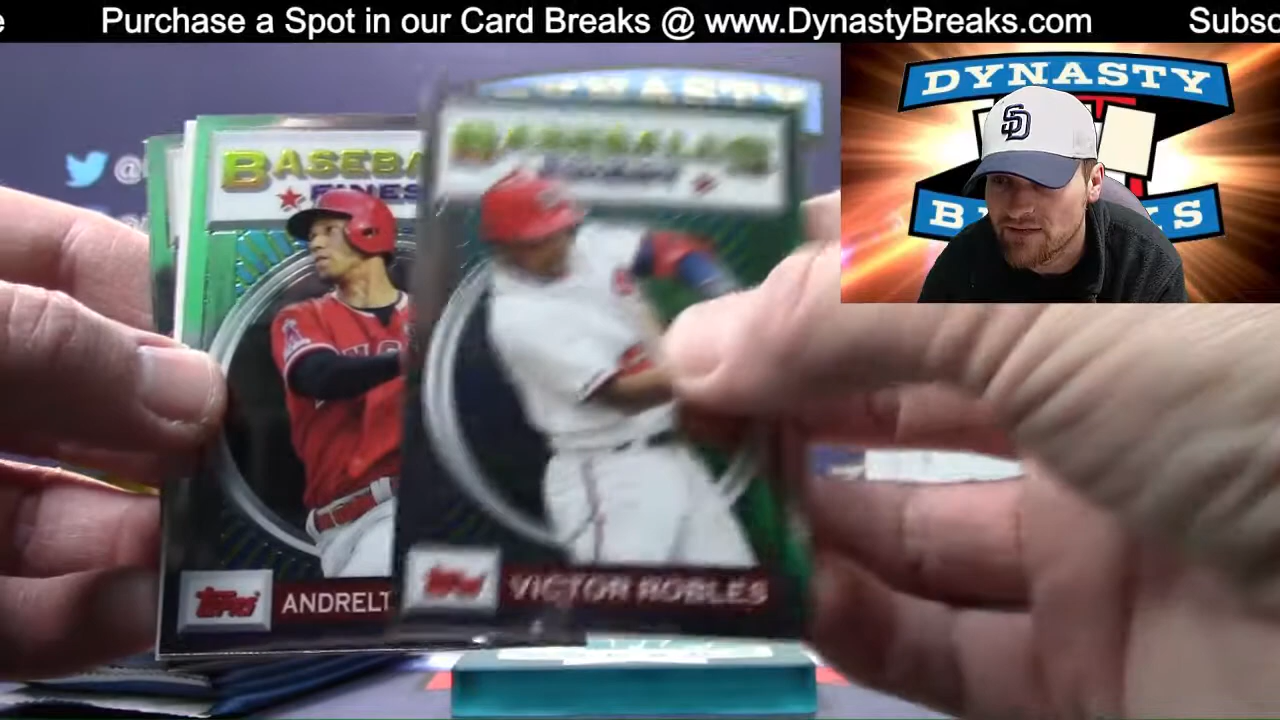 Purchase a Spot in our Card Breaks @ www.DynastyBreaks.com
Subsc
DYNASTY
SD
B
S
@
BASEBA
FINES
Topps
ANDRELT
Topps
VICTOR ROBLES